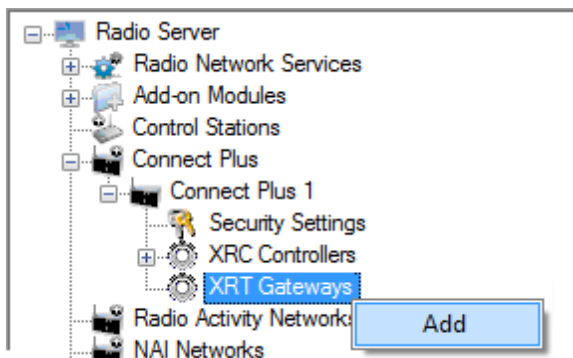 Radio Server
Radio Network Services
Add-on Modules
Control Stations
Connect Plus
Connect Plus 1
Security Settings
XRC Controllers
XRT Gateways
Radio Activity Networks
Add
NAI Networks